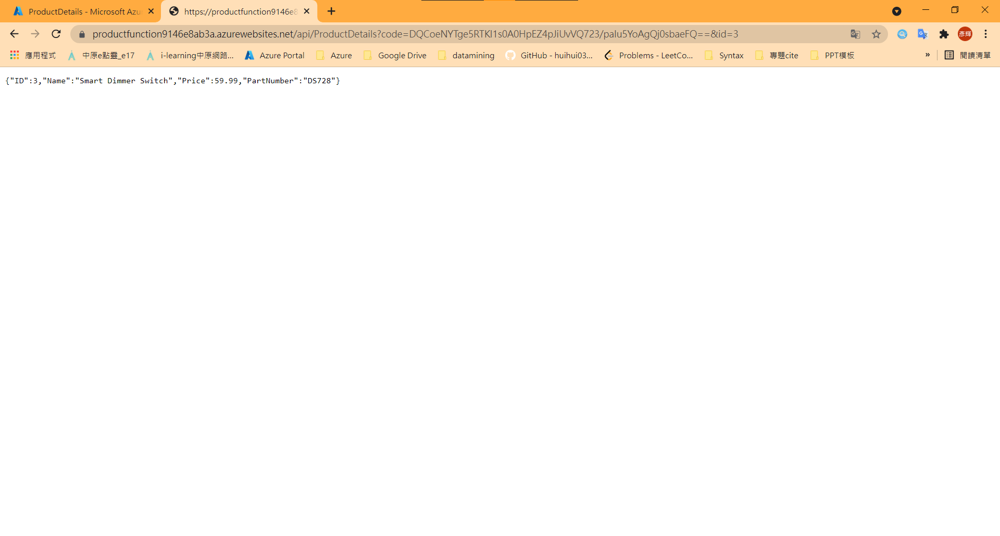 ProductDetails - Microsoft Azu
https://productfunction9146e8
productfunction9146e8ab3a.azurewebsites.net/api/ProductDetails?code=DQCoeNYTge5RTKl1s0A0HpEZ4pJiUvVQ723/palu5YoAgQj0sbaeFQ==&id=3
彥輝
應用程式 中原e點靈_e17 i-learning中原網路... Azure Portal Azure Google Drive datamining GitHub - huihui03... Problems - LeetCo... Syntax 專題cite PPT模板 » 閱讀清單
{"ID":3,"Name":"Smart Dimmer Switch","Price":59.99,"PartNumber":"DS728"}